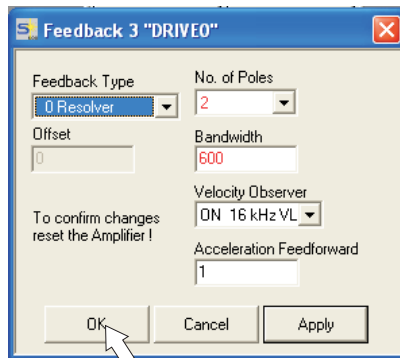 Feedback 3 "DRIVE0"
Feedback Type
0 Resolver
No. of Poles
2
Offset
0
Bandwidth
600
Velocity Observer
ON 16 kHz VL
To confirm changes
reset the Amplifier !
Acceleration Feedforward
1
OK
Cancel
Apply